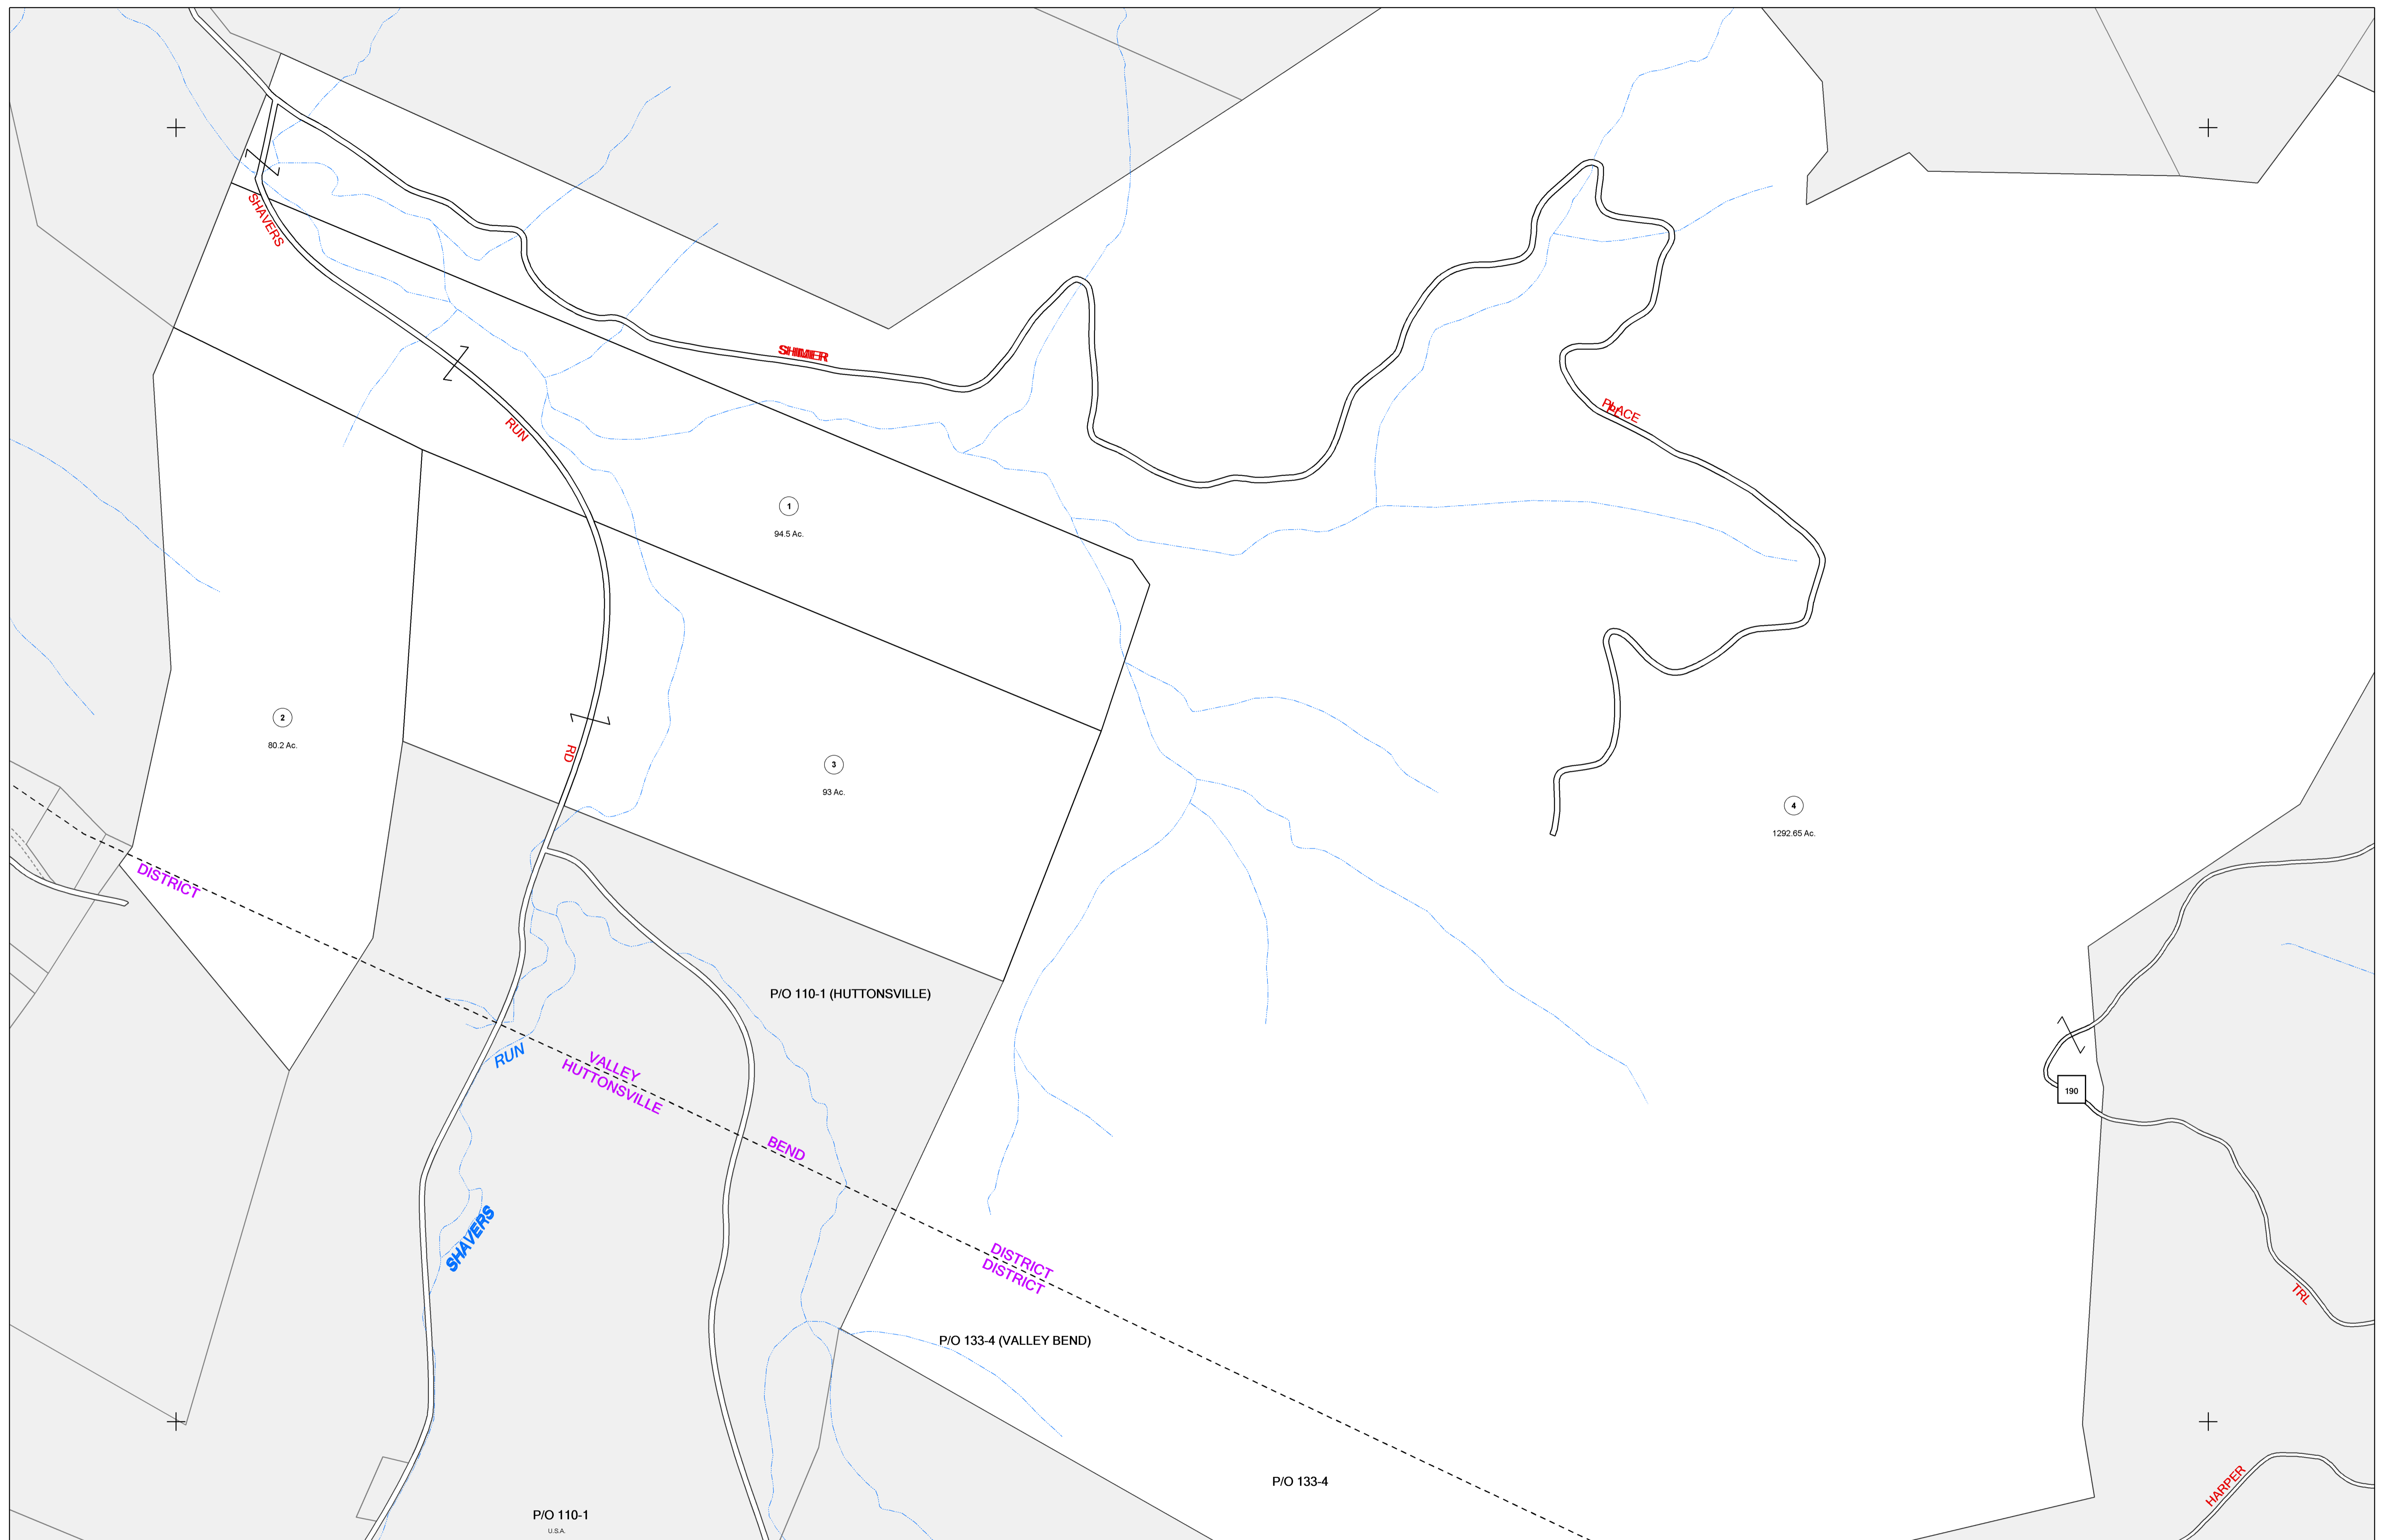 SHAVERS
PLACE
RUN
1
94.5 Ac.
2
80.2 Ac.
RD
3
93 Ac.
4
1292.65 Ac.
DISTRICT
P/O 110-1 (HUTTONSVILLE)
RUN
VALLEY
HUTTONSVILLE
190
BEND
SHAVERS
DISTRICT
DISTRICT
TRL
P/O 133-4 (VALLEY BEND)
P/O 133-4
HARPER
P/O 110-1
U.S.A.